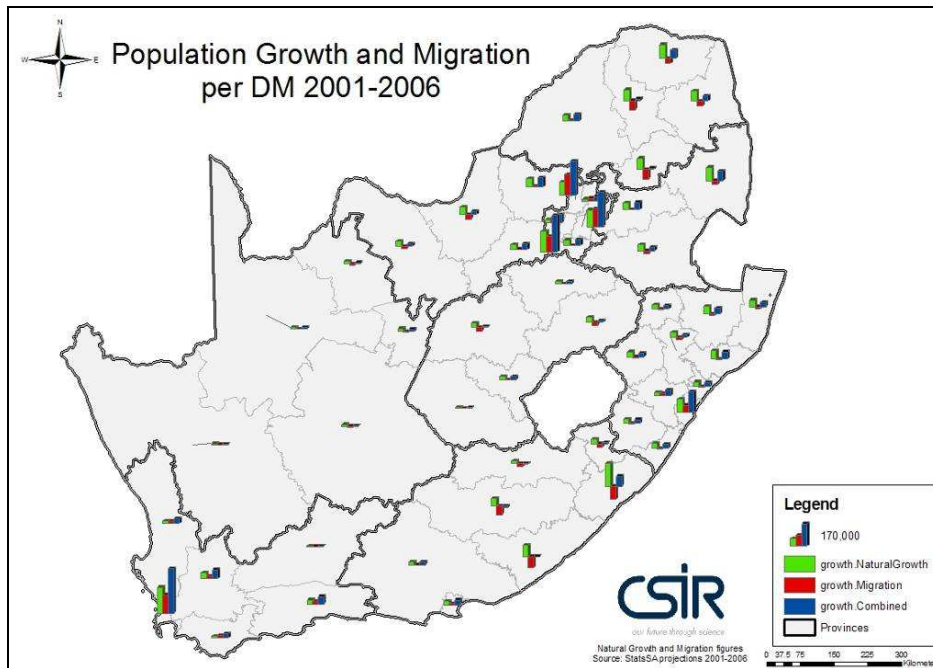 N
W
E
S
Population Growth and Migration
per DM 2001-2006
Legend
170,000
growth.NaturalGrowth
growth.Migration
growth.Combined
Provinces
CSIR
our future through science
Natural Growth and Migration figures
Source: StatsSA projections 2001-2006
0 37.5 75 150 225 300
Kilometers